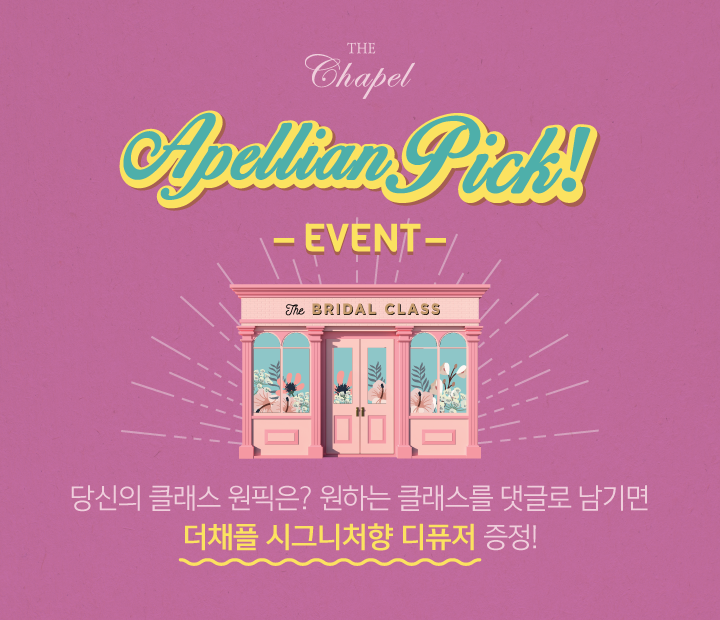 THE
Chapel
Apellian Pick!
– EVENT –
The BRIDAL CLASS
당신의 클래스 원픽은? 원하는 클래스를 댓글로 남기면
더채플 시그니처향 디퓨저 증정!